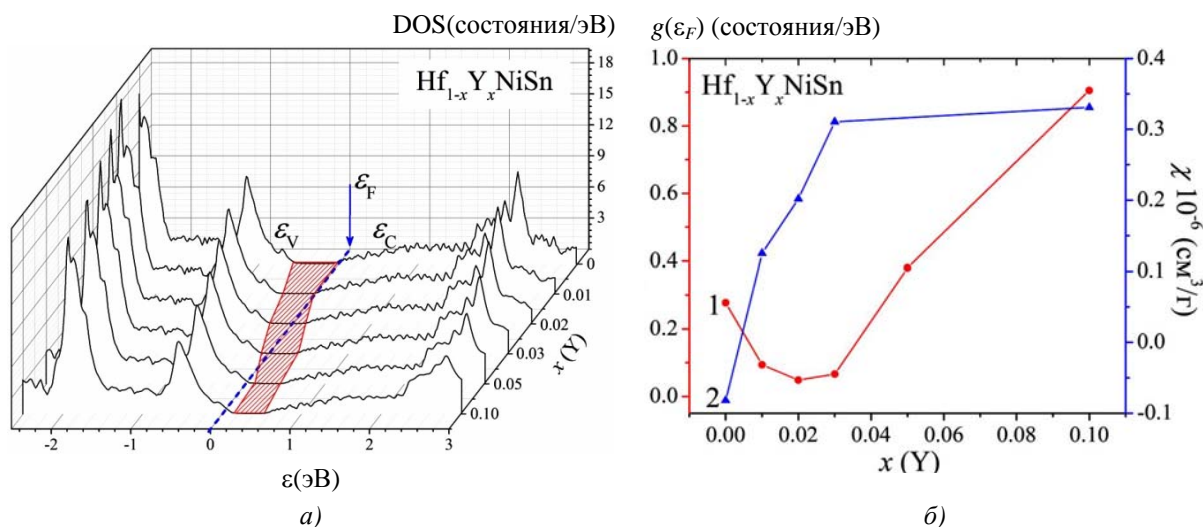 DOS(состояния/эВ)
18
15
12
9
6
3
Hf1-xYxNiSn
εF
εV
εC
0
0.01
0.02
0.03
0.05
0.10
x (Y)
-2 -1 0 1 2 3
ε(эВ)
а)
g(εF) (состояния/эВ)
Hf1-xYxNiSn
1.0
0.8
0.6
0.4
0.2
0.0
1
2
0.4
0.3
0.2
0.1
0.0
-0.1
χ 10-6 (см3/г)
0.00 0.02 0.04 0.06 0.08 0.10
x (Y)
б)